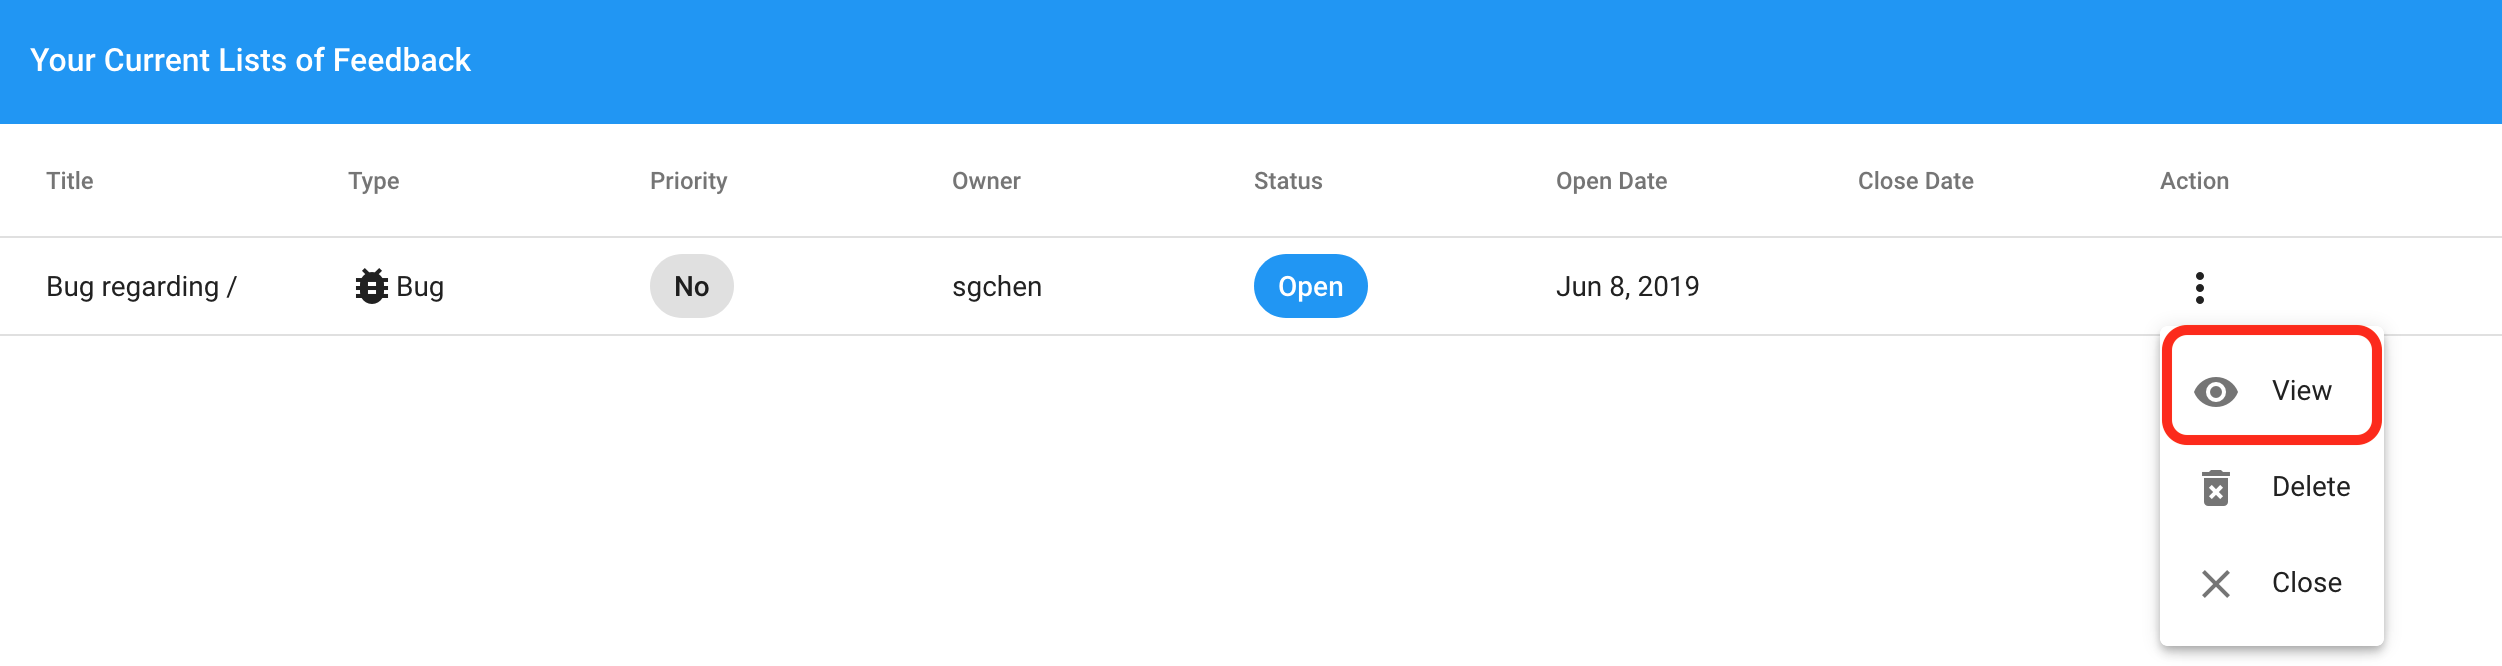 Your Current Lists of Feedback
Title Type Priority Owner Status Open Date Close Date Action
Bug regarding / Bug No sgchen Open Jun 8, 2019
View
Delete
Close